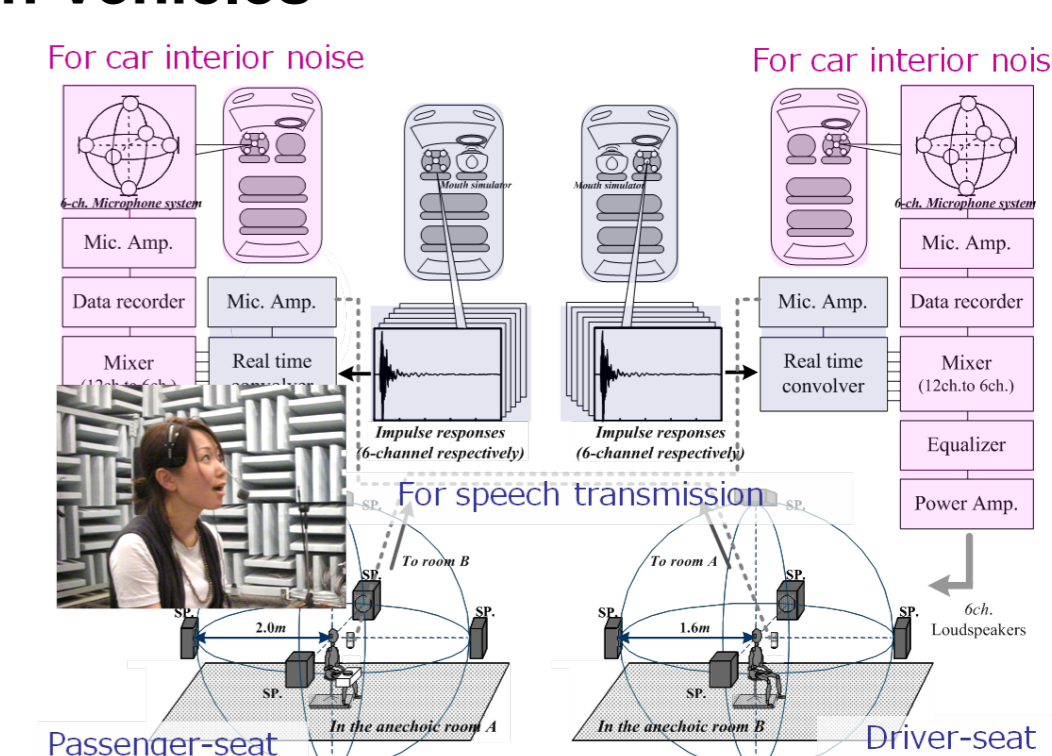 For car interior noise
For car interior nois
Mouth simulator
Mouth simulator
6-ch. Microphone system
6-ch. Microphone system
Mic. Amp.
Mic. Amp.
Data recorder
Mic. Amp.
Mic. Amp.
Data recorder
Mixer
(12ch.to 6ch.)
Real time
convolver
Real time
convolver
Mixer
(12ch.to 6ch.)
Impulse responses
(6-channel respectively)
Impulse responses
(6-channel respectively)
Equalizer
For speech transmission
Power Amp.
SP.
SP.
To room B
To room A
SP.
SP.
SP.
SP.
SP.
SP.
6ch.
Loudspeakers
2.0m
1.6m
SP.
SP.
In the anechoic room A
In the anechoic room B
Passenger-seat
Driver-seat